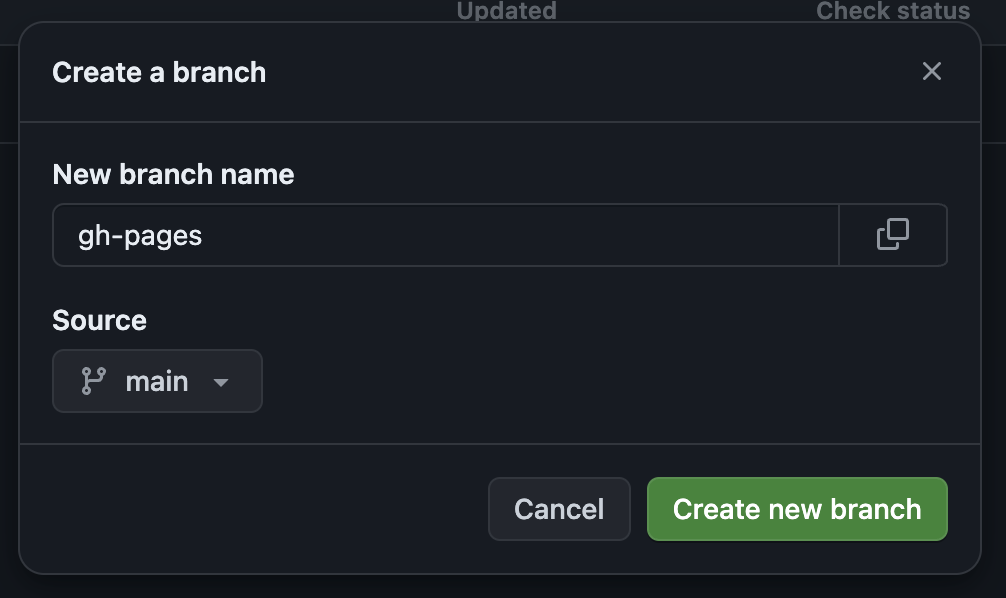 Updated Check status
Create a branch
New branch name
gh-pages
Source
main
Cancel Create new branch